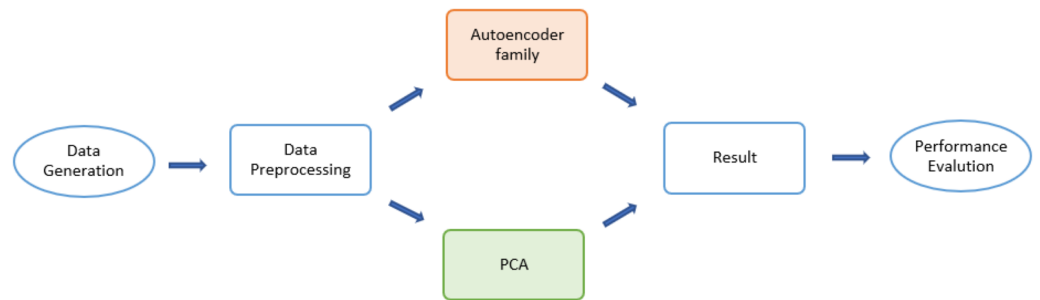 Data
Generation
Data
Preprocessing
Autoencoder
family
PCA
Result
Performance
Evalution